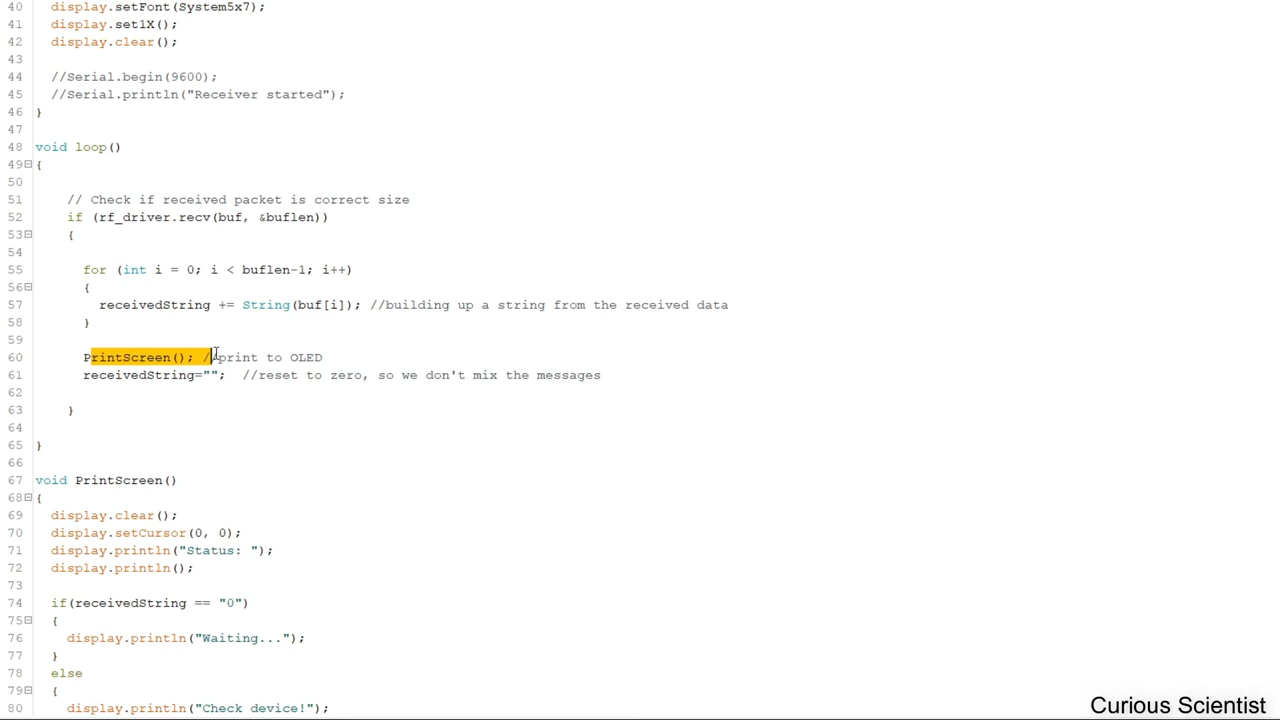 40 display.setFont(System5x7);
41 display.set1X();
42 display.clear();
43
44 //Serial.begin(9600);
45 //Serial.println("Receiver started");
46 }
47
48 void loop()
49 {
50
51 // Check if received packet is correct size
52 if (rf_driver.recv(buf, &buflen))
53 {
54
55 for (int i = 0; i < buflen-1; i++)
56 {
57 receivedString += String(buf[i]); //building up a string from the received data
58 }
59
60 PrintScreen(); //print to OLED
61 receivedString=""; //reset to zero, so we don't mix the messages
62
63 }
64
65 }
66
67 void PrintScreen()
68 {
69 display.clear();
70 display.setCursor(0, 0);
71 display.println("Status: ");
72 display.println();
73
74 if(receivedString == "0")
75 {
76 display.println("Waiting...");
77 }
78 else
79 {
80 display.println("Check device!");
Curious Scientist